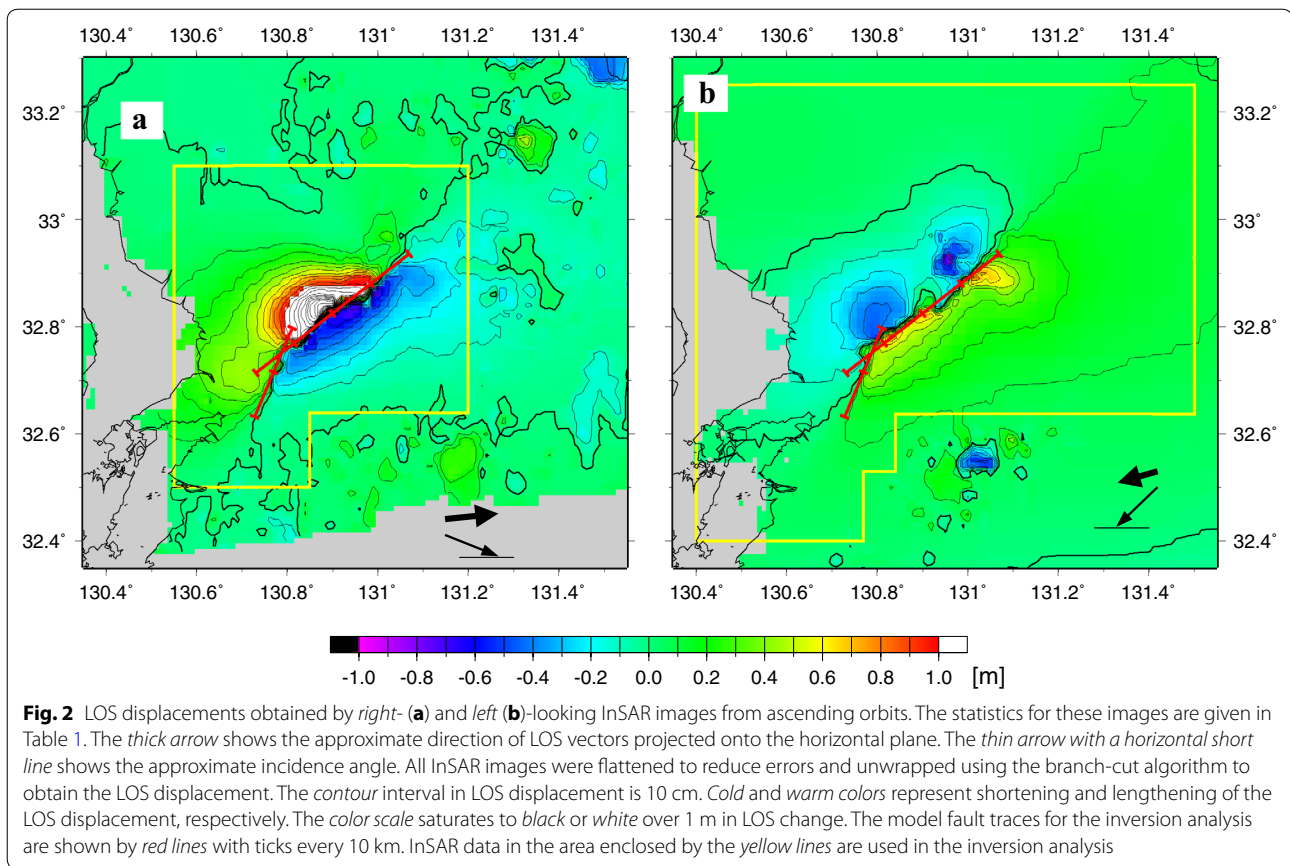 130.4˚ 130.6˚ 130.8˚ 131˚ 131.2˚ 131.4˚
130.4˚ 130.6˚ 130.8˚ 131˚ 131.2˚ 131.4˚
a
b
33.2˚
33˚
32.8˚
32.6˚
32.4˚
33.2˚
33˚
32.8˚
32.6˚
32.4˚
130.4˚ 130.6˚ 130.8˚ 131˚ 131.2˚ 131.4˚
130.4˚ 130.6˚ 130.8˚ 131˚ 131.2˚ 131.4˚
-1.0 -0.8 -0.6 -0.4 -0.2 0.0 0.2 0.4 0.6 0.8 1.0 [m]
Fig. 2 LOS displacements obtained by right- (a) and left (b)-looking InSAR images from ascending orbits. The statistics for these images are given in
Table 1. The thick arrow shows the approximate direction of LOS vectors projected onto the horizontal plane. The thin arrow with a horizontal short
line shows the approximate incidence angle. All InSAR images were flattened to reduce errors and unwrapped using the branch-cut algorithm to
obtain the LOS displacement. The contour interval in LOS displacement is 10 cm. Cold and warm colors represent shortening and lengthening of the
LOS displacement, respectively. The color scale saturates to black or white over 1 m in LOS change. The model fault traces for the inversion analysis
are shown by red lines with ticks every 10 km. InSAR data in the area enclosed by the yellow lines are used in the inversion analysis